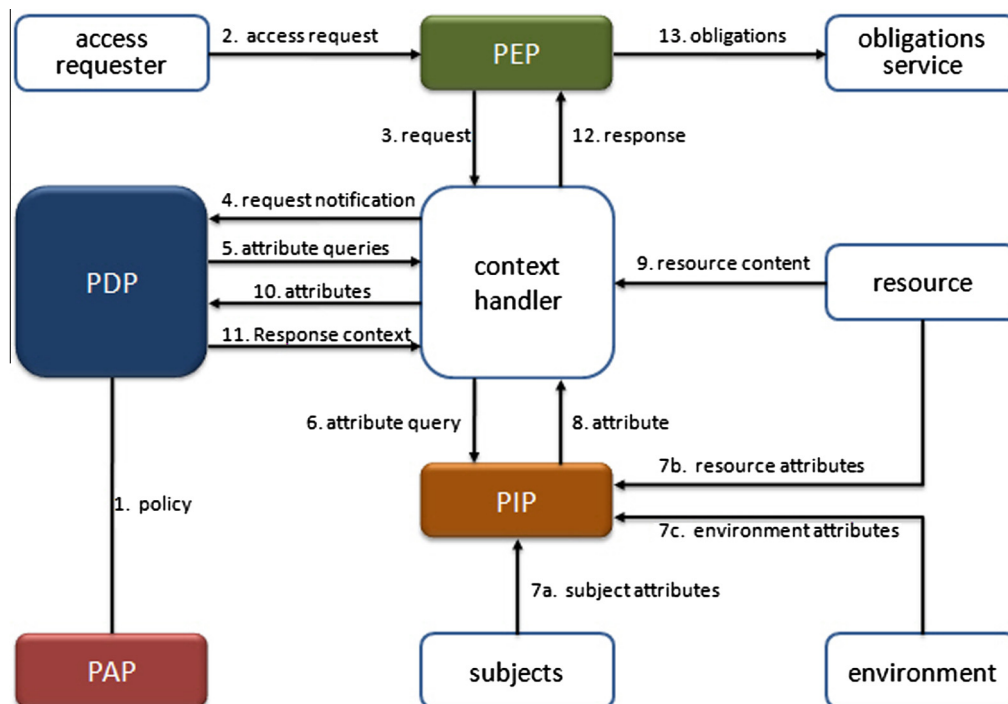 access
requester
2. access request
PEP
13. obligations
obligations
service
3. request
12. response
4. request notification
5. attribute queries
10. attributes
11. Response context
PDP
context
handler
9. resource content
resource
6. attribute query
8. attribute
7b. resource attributes
PIP
7c. environment attributes
1. policy
7a. subject attributes
PAP
subjects
environment